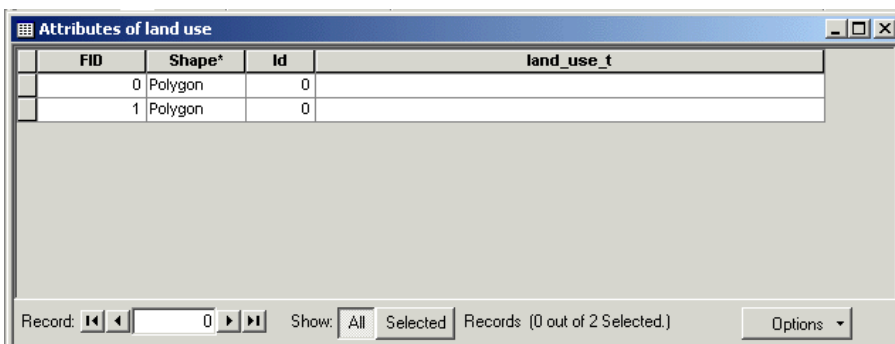 Attributes of land use
FID Shape* Id land_use_t
0 Polygon 0
1 Polygon 0
Record: 0 Show: All Selected Records (0 out of 2 Selected.) Options